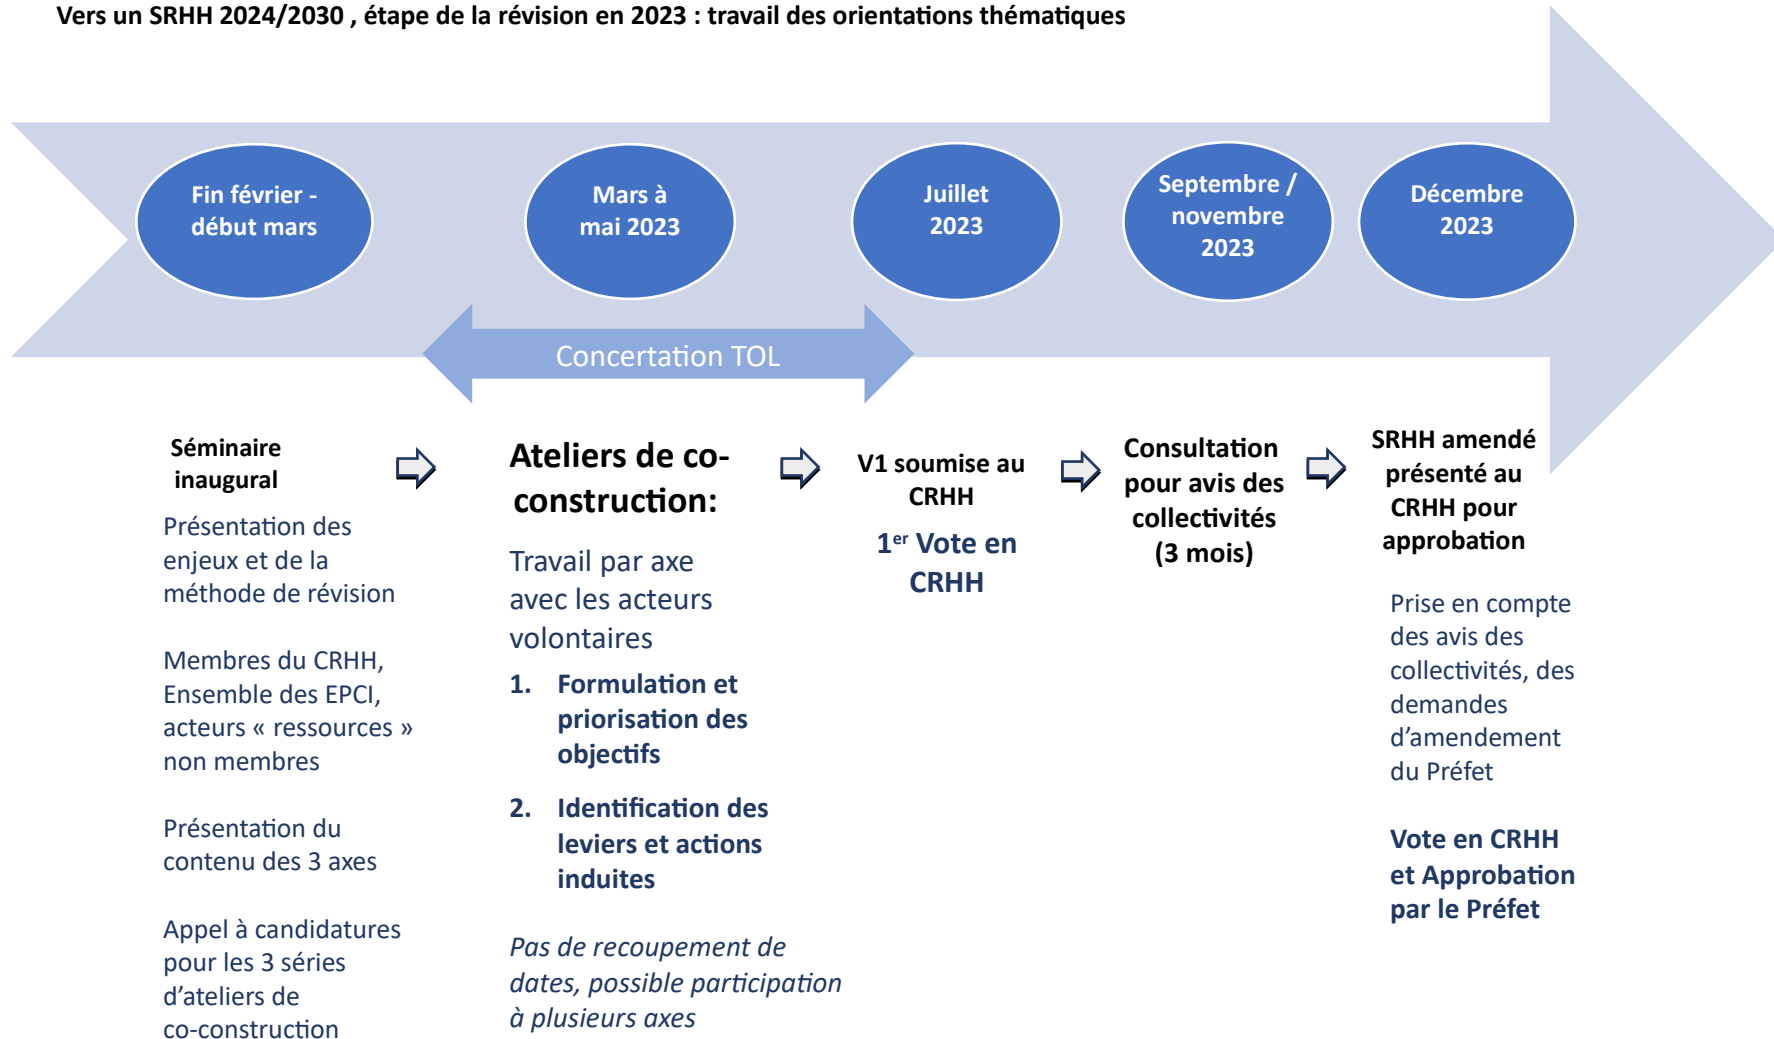 Vers un SRHH 2024/2030 , étape de la révision en 2023 : travail des orientations thématiques
Fin février -
début mars
Mars à
mai 2023
Juillet
2023
Septembre /
novembre
2023
Décembre
2023
Concertation TOL
Séminaire
inaugural
Présentation des
enjeux et de la
méthode de révision
Membres du CRHH,
Ensemble des EPCI,
acteurs « ressources »
non membres
Présentation du
contenu des 3 axes
Appel à candidatures
pour les 3 séries
d'ateliers de
co-construction
Ateliers de co-
construction:
Travail par axe
avec les acteurs
volontaires
1. Formulation et
priorisation des
objectifs
2. Identification des
leviers et actions
induites
Pas de recoupement de
dates, possible participation
à plusieurs axes
V1 soumise au
CRHH
1er Vote en
CRHH
Consultation
pour avis des
collectivités
(3 mois)
SRHH amendé
présenté au
CRHH pour
approbation
Prise en compte
des avis des
collectivités, des
demandes
d'amendement
du Préfet
Vote en CRHH
et Approbation
par le Préfet